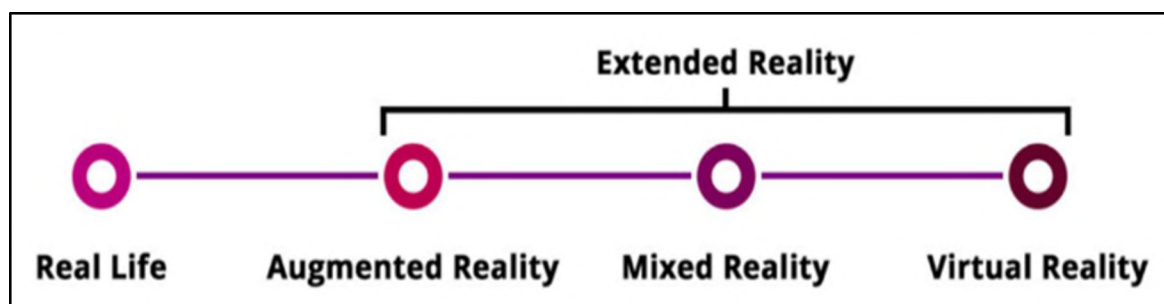 Extended Reality
Real Life
Augmented Reality
Mixed Reality
Virtual Reality